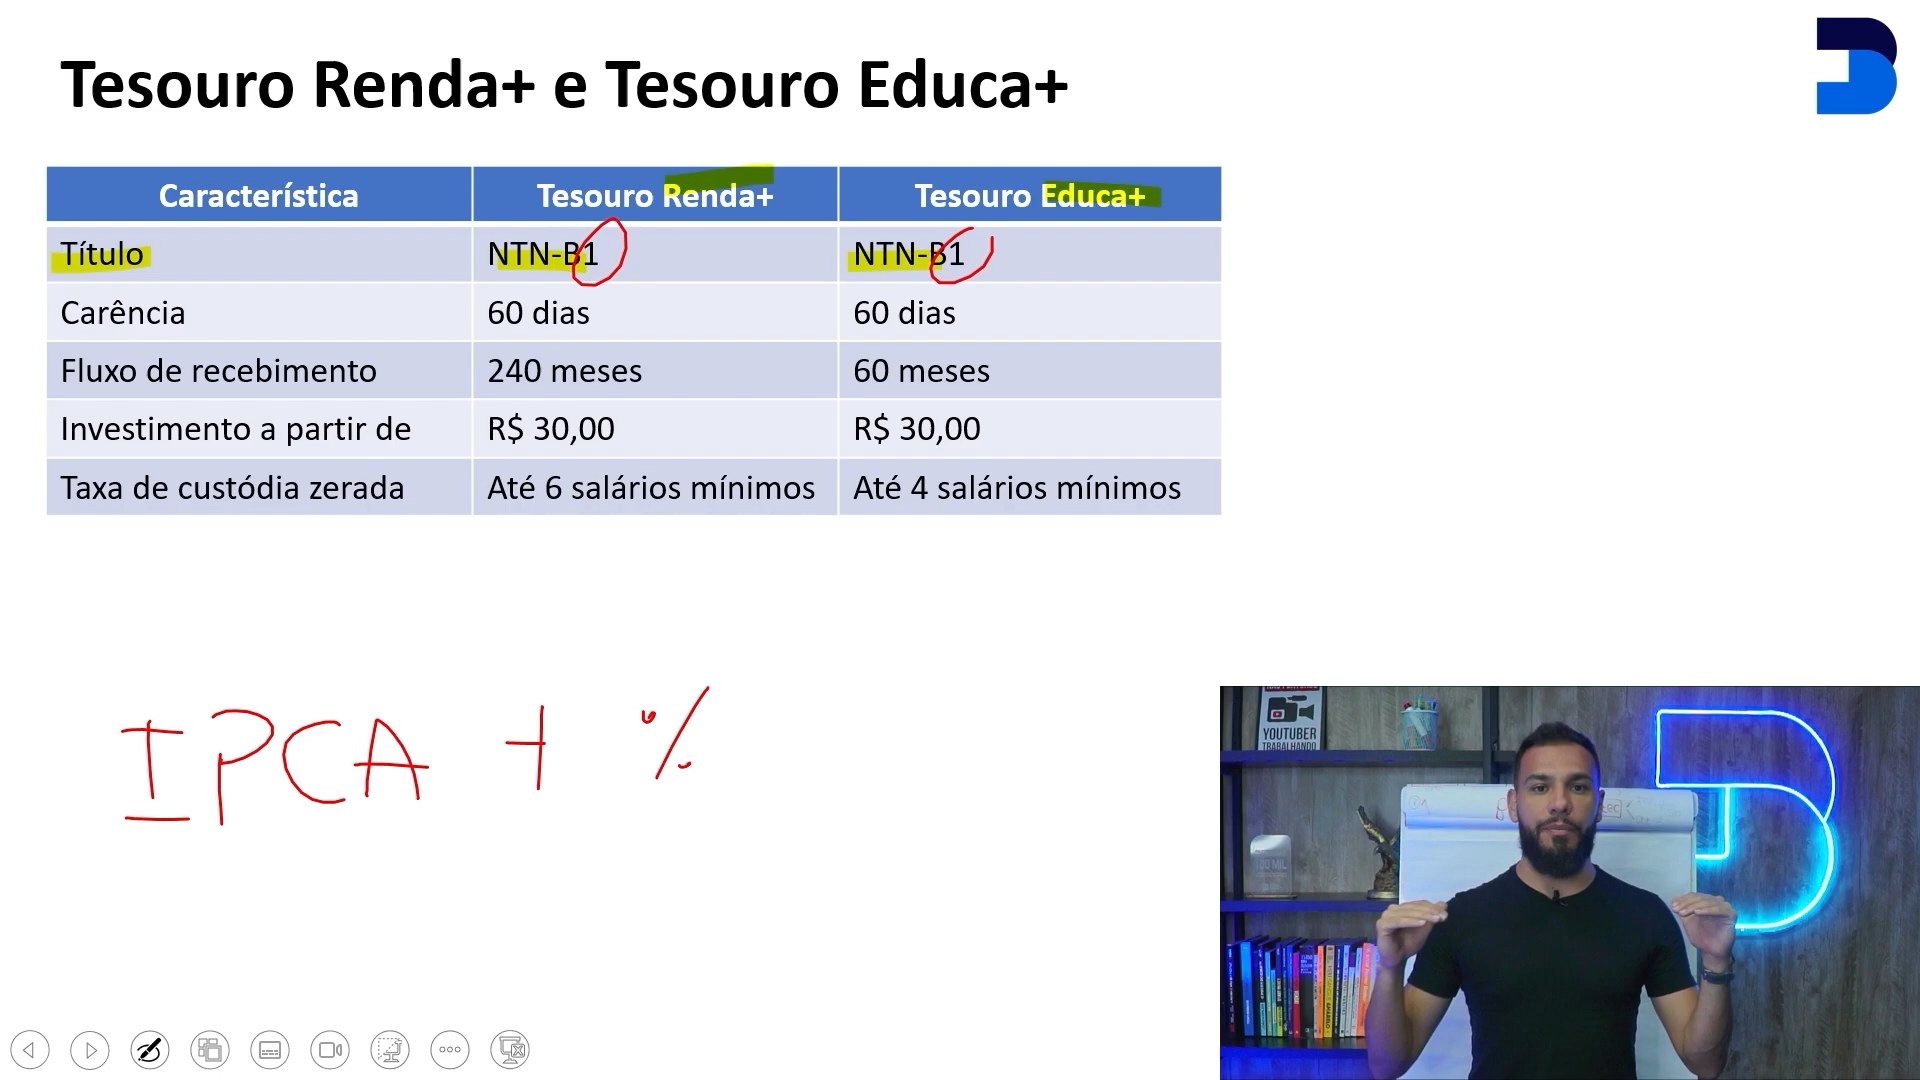 Tesouro Renda+ e Tesouro Educa+
Característica Tesouro Renda+ Tesouro Educa+
Título NTN-B1 NTN-B1
Carência 60 dias 60 dias
Fluxo de recebimento 240 meses 60 meses
Investimento a partir de R$ 30,00 R$ 30,00
Taxa de custódia zerada Até 6 salários mínimos Até 4 salários mínimos
IPCA + %
YOUTUBER
TRABALHANDO